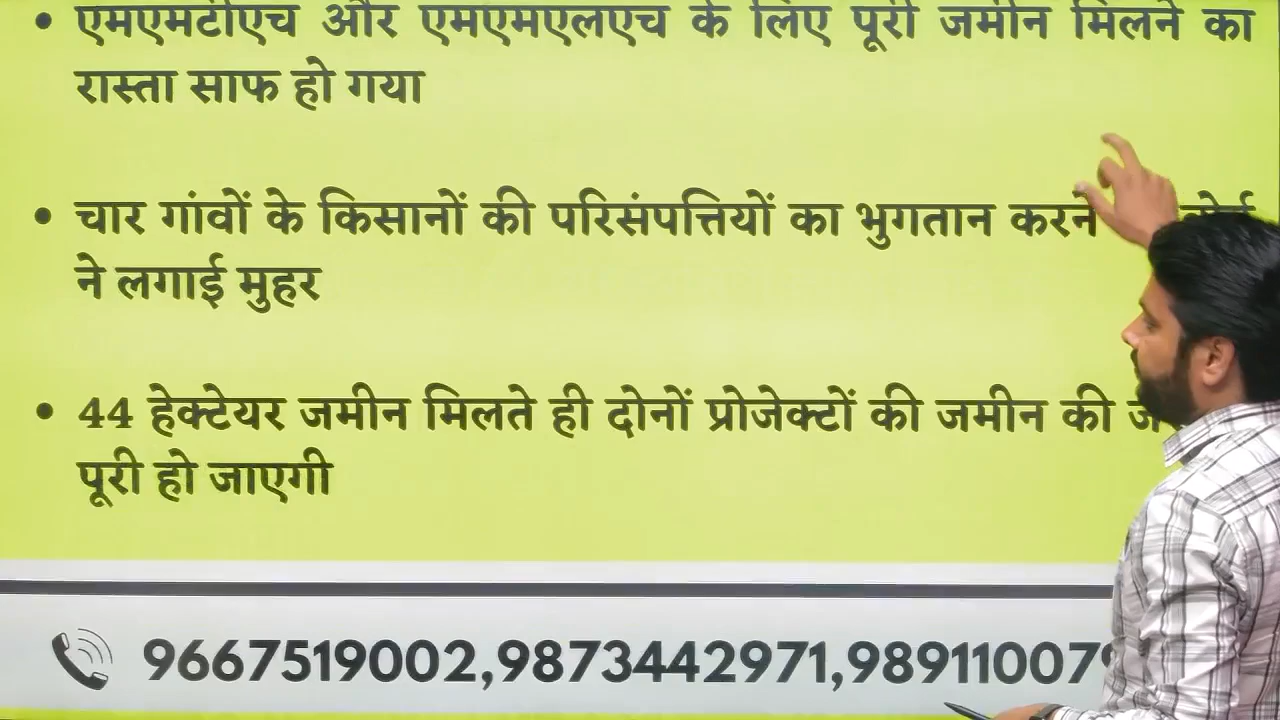 • एमएमटीएच और एमएमएलएच के लिए पूरी जमीन मिलने का
रास्ता साफ हो गया
• चार गांवों के किसानों की परिसंपत्तियों का भुगतान करने
ने लगाई मुहर
• 44 हेक्टेयर जमीन मिलते ही दोनों प्रोजेक्टों की जमीन की
पूरी हो जाएगी
9667519002,9873442971,989110079